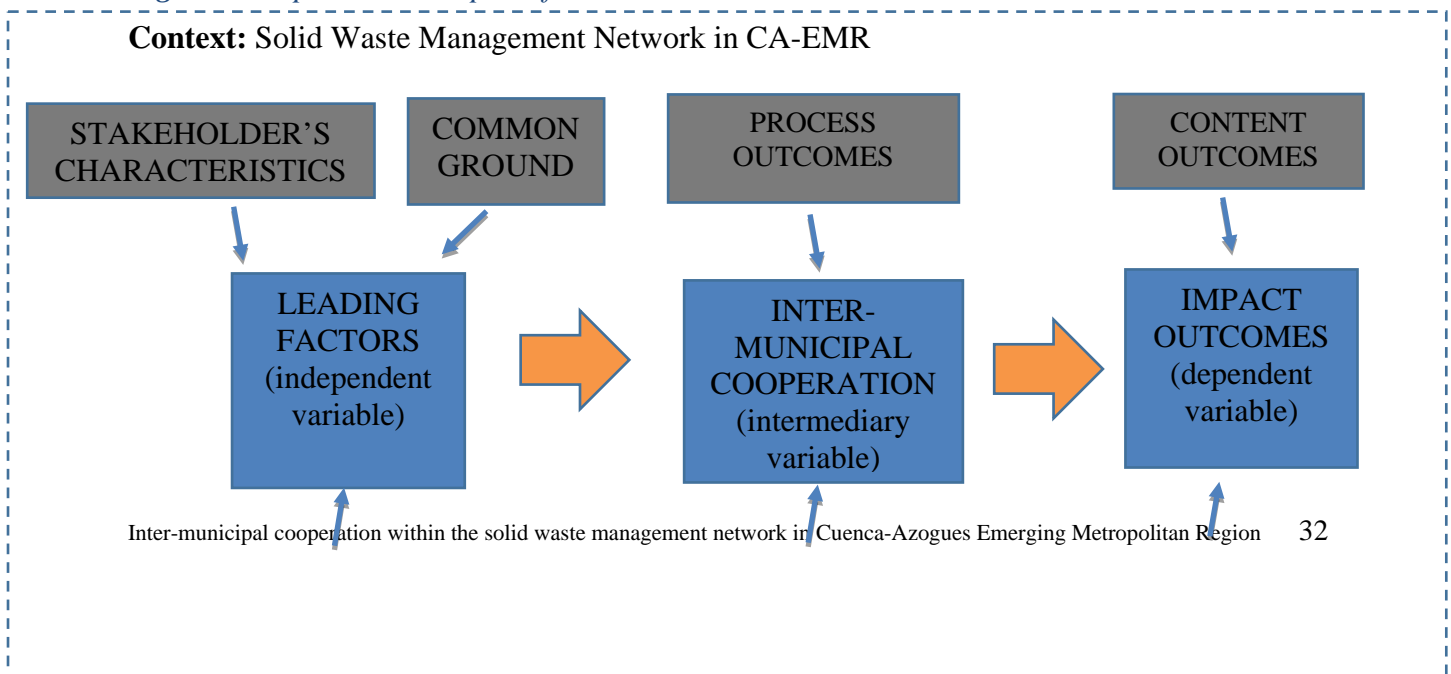 Context: Solid Waste Management Network in CA-EMR
STAKEHOLDER'S
CHARACTERISTICS
COMMON
GROUND
PROCESS
OUTCOMES
CONTENT
OUTCOMES
LEADING
FACTORS
(independent
variable)
INTER-
MUNICIPAL
COOPERATION
(intermediary
variable)
IMPACT
OUTCOMES
(dependent
variable)
Inter-municipal cooperation within the solid waste management network in Cuenca-Azogues Emerging Metropolitan Region 32